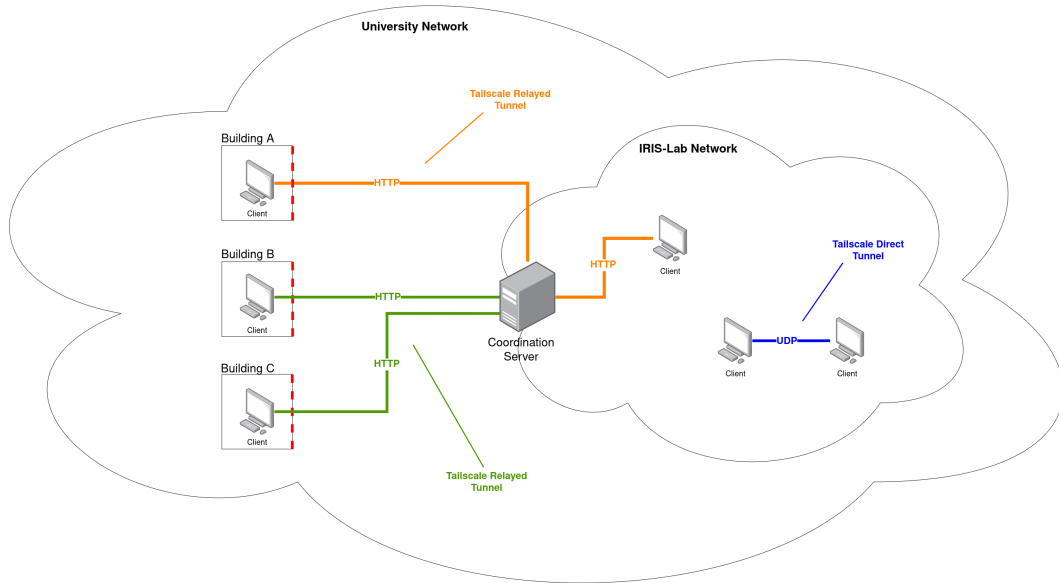 University Network
Tailscale Relayed
Tunnel
Building A
HTTP
Client
IRIS-Lab Network
Client
HTTP
Tailscale Direct
Tunnel
Building B
HTTP
Client
Coordination
Server
UDP
Client
Client
Building C
HTTP
Client
Tailscale Relayed
Tunnel